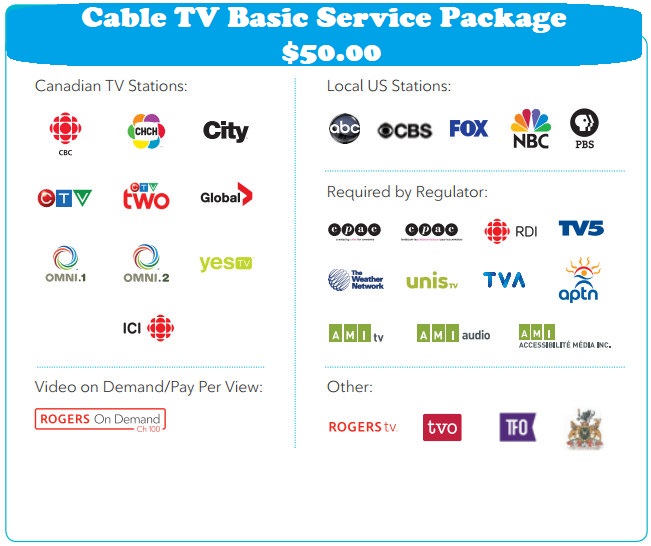 Cable TV Basic Service Package
$50.00
Canadian TV Stations:
CBC
CHCH
City
CTV
CTV
two
Global
OMNI.1
OMNI.2
yes TV
ICI
Video on Demand/Pay Per View:
ROGERS On Demand
Ch 100
Local US Stations:
abc
CBS
FOX
NBC
PBS
Required by Regulator:
cpac
cpac
RDI
TV5
The
Weather
Network
unis TV
TVA
aptn
AMI tv
AMI audio
AMI
ACCESSIBILITÉ MÉDIA INC.
Other:
ROGERS tv
tvo
TFO